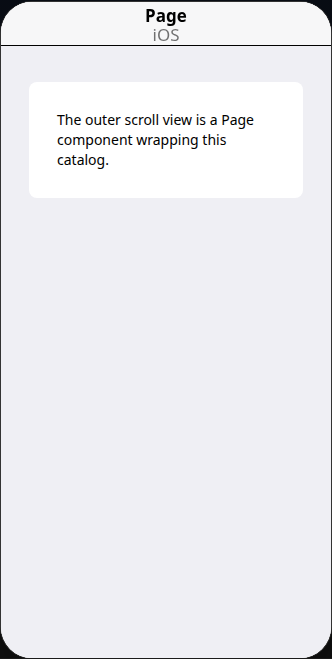 Page
iOS
The outer scroll view is a Page
component wrapping this
catalog.